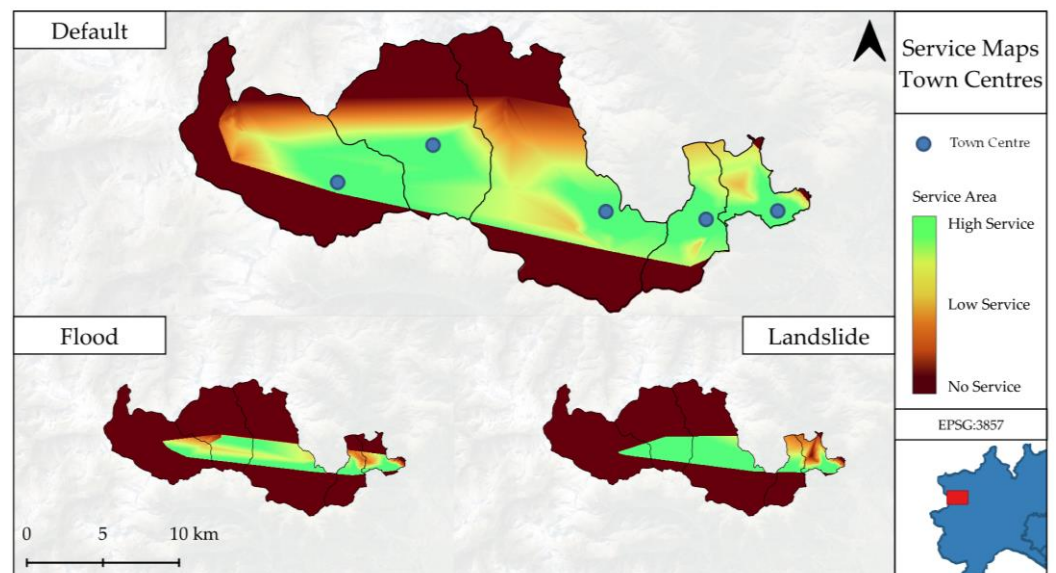 Default
Service Maps
Town Centres
Town Centre
Service Area
High Service
Low Service
No Service
Flood
Landslide
EPSG:3857
0 5 10 km